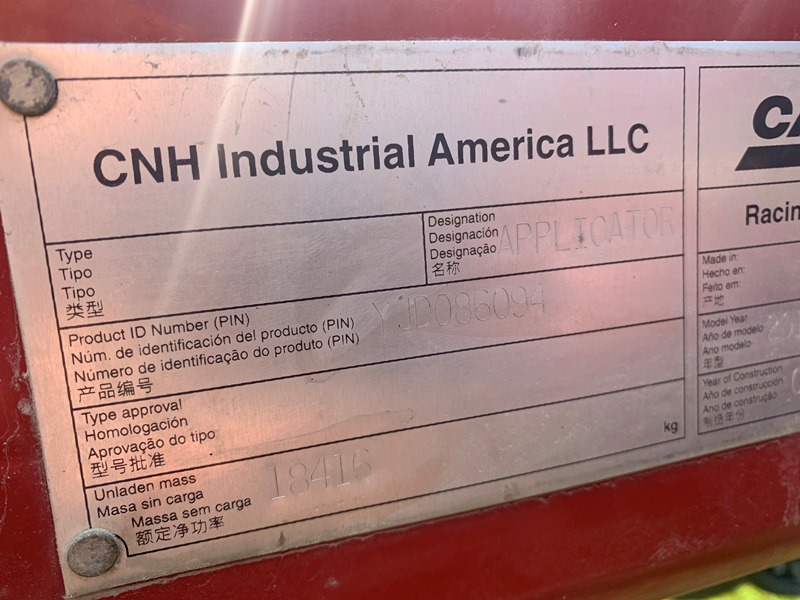 CNH Industrial America LLC
Type
Tipo
Tipo
类型
Designation
Designación
Designação
名称
APPLICATOR
Product ID Number (PIN)
Núm. de identificación del producto (PIN)
Número de identificação do produto (PIN)
产品编号
YJD086094
Type approval
Homologación
Aprovação do tipo
型号批准
Unladen mass
Masa sin carga
Massa sem carga
额定净功率
18416
kg
CA
Racin
Made in:
Hecho en:
Feito em:
产地
Model Year
Año de modelo
Ano modelo
年型
Year of Construction
Año de construcción
Ano de construção
制造年份